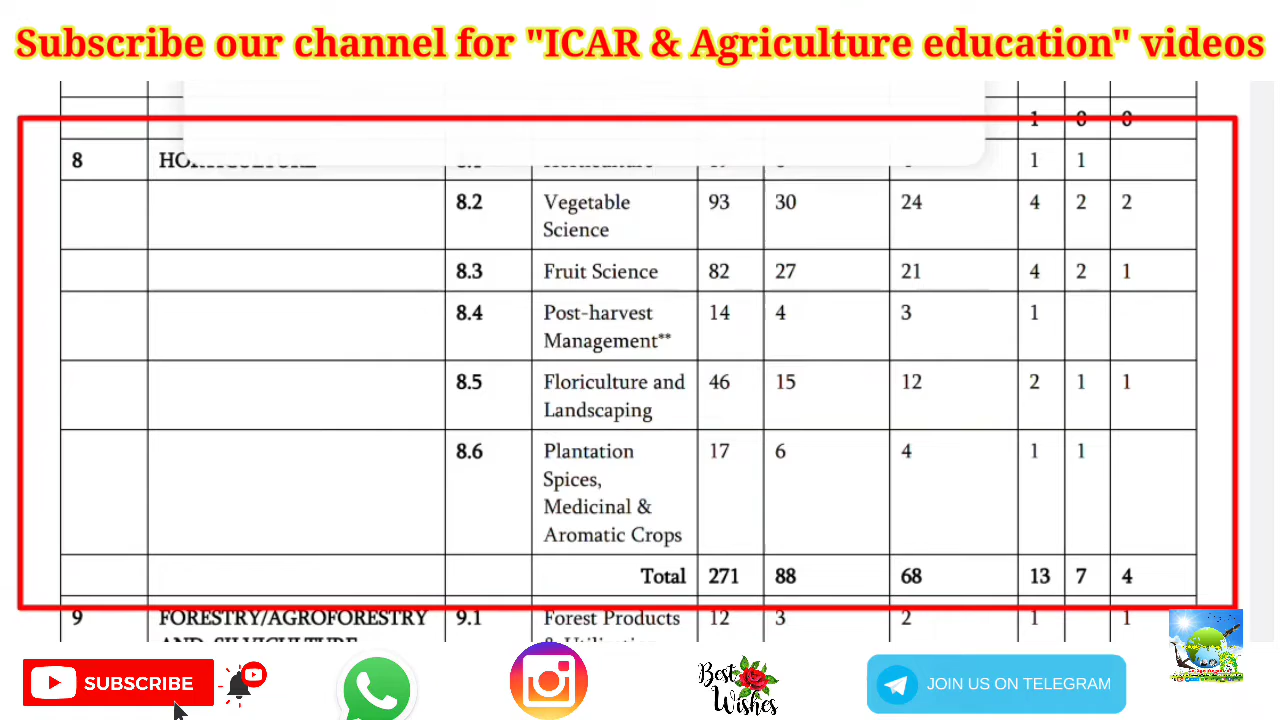 Subscribe our channel for "ICAR & Agriculture education" videos
1 0 0
8 HORTICULTURE 1 1
8.2 Vegetable 93 30 24 4 2 2
Science
8.3 Fruit Science 82 27 21 4 2 1
8.4 Post-harvest 14 4 3 1
Management**
8.5 Floriculture and 46 15 12 2 1 1
Landscaping
8.6 Plantation 17 6 4 1 1
Spices,
Medicinal &
Aromatic Crops
Total 271 88 68 13 7 4
9 FORESTRY/AGROFORESTRY 9.1 Forest Products 12 3 2 1 1
SUBSCRIBE
Best
Wishes
JOIN US ON TELEGRAM